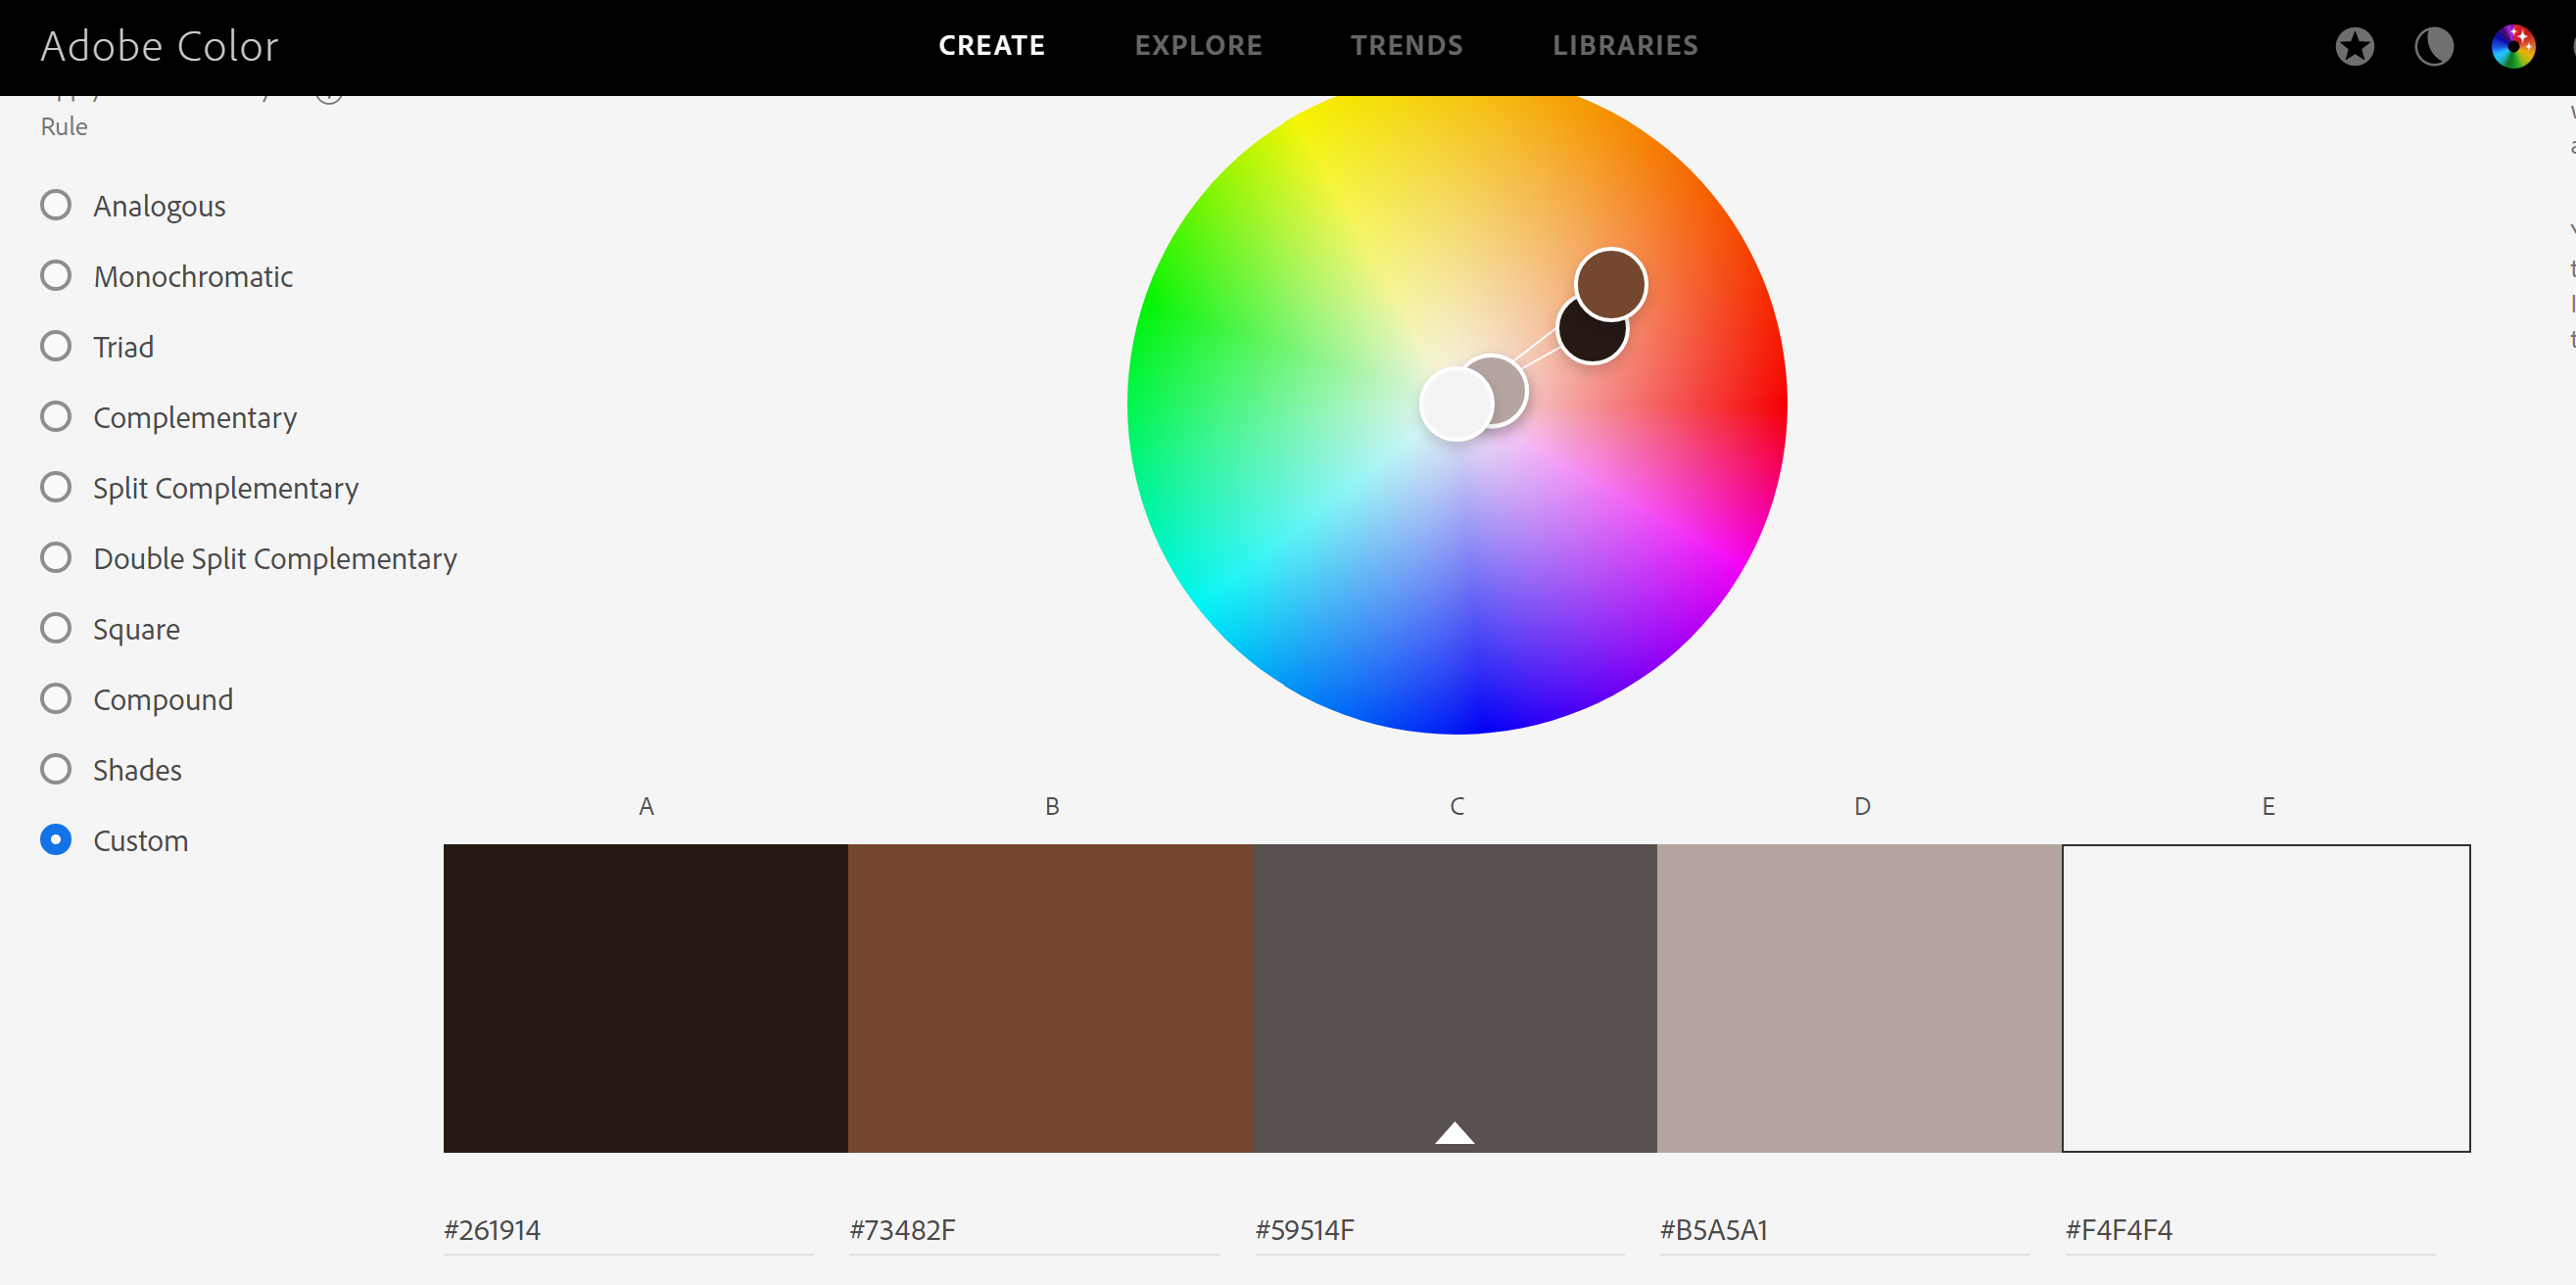 Adobe Color
CREATE
EXPLORE
TRENDS
LIBRARIES
Rule
Analogous
Monochromatic
Triad
Complementary
Split Complementary
Double Split Complementary
Square
Compound
Shades
Custom
A
B
C
D
E
#261914
#73482F
#59514F
#B5A5A1
#F4F4F4